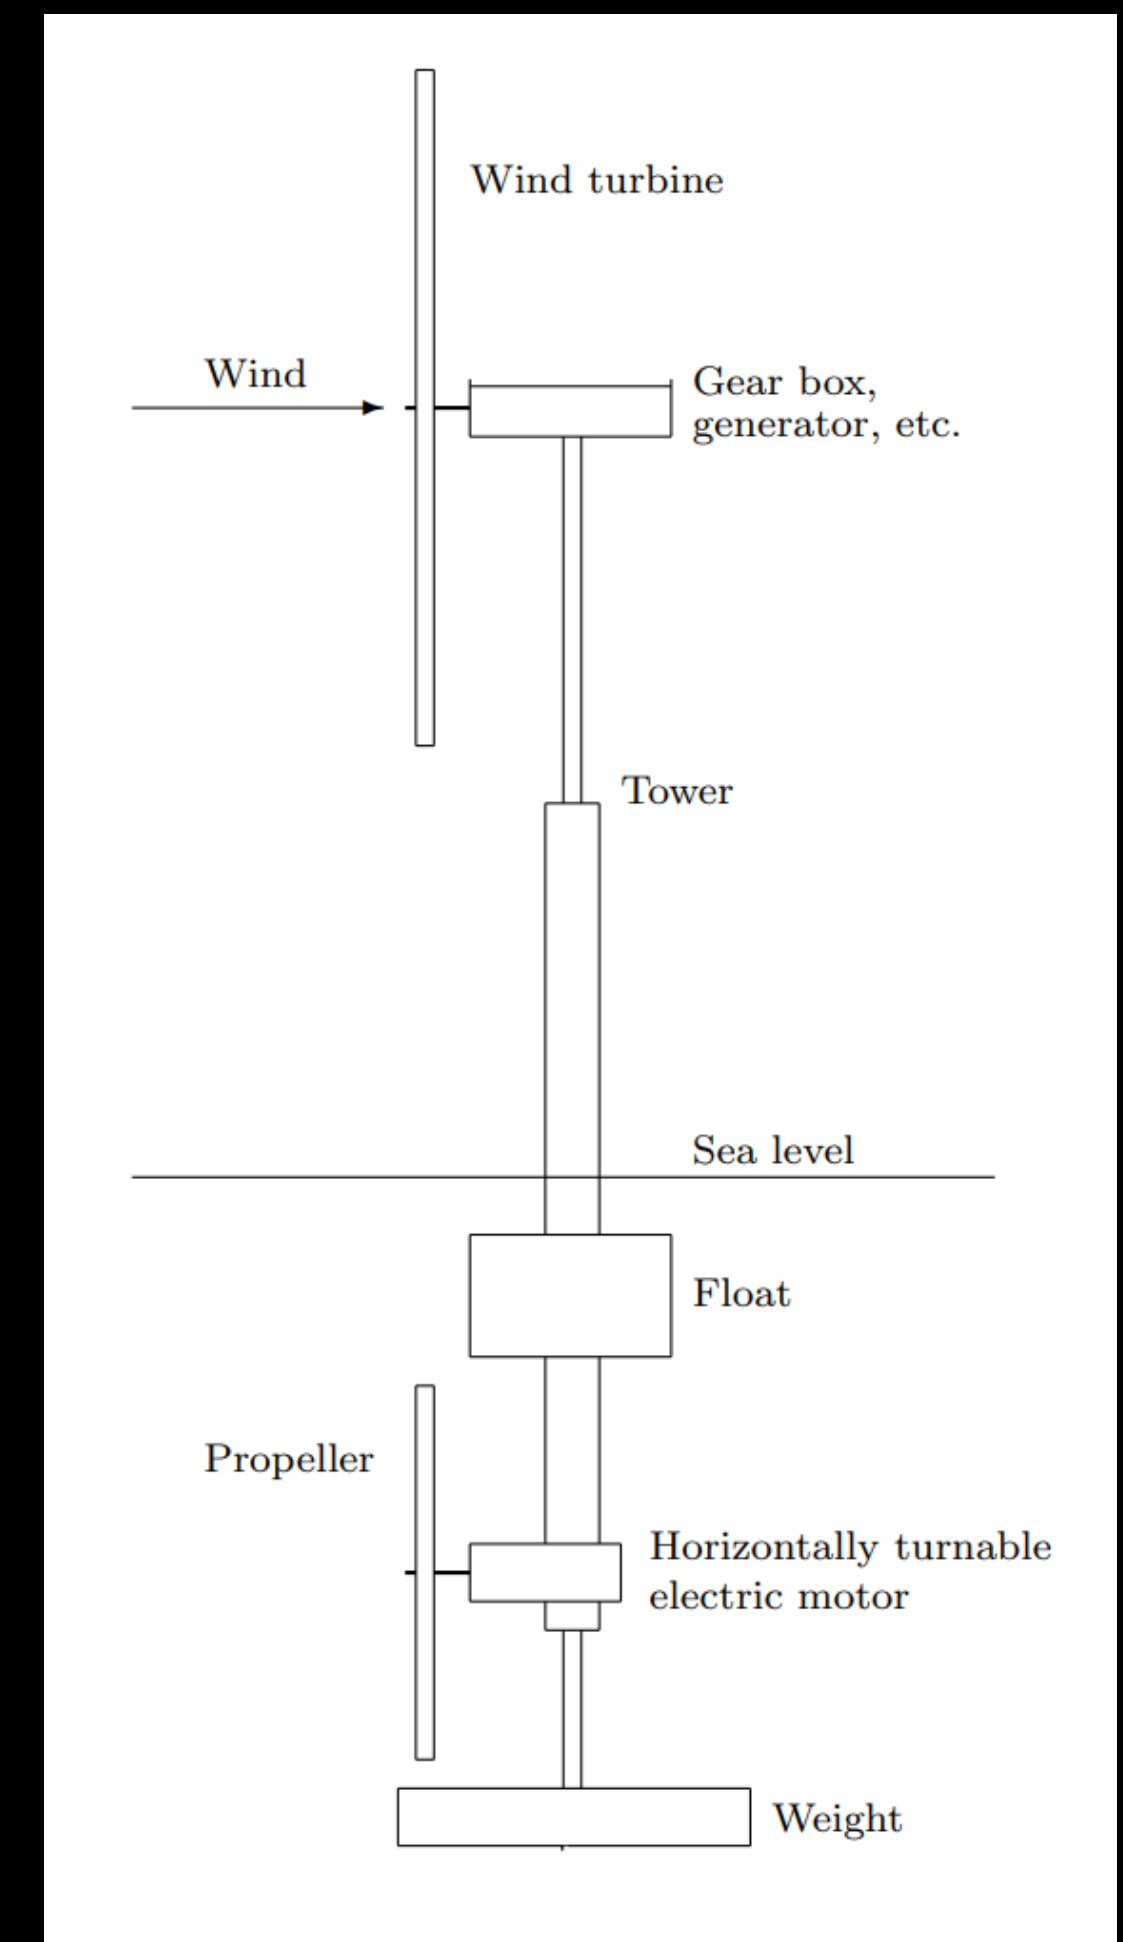 Wind turbine
Wind
Gear box,
generator, etc.
Tower
Sea level
Float
Propeller
Horizontally turnable
electric motor
Weight